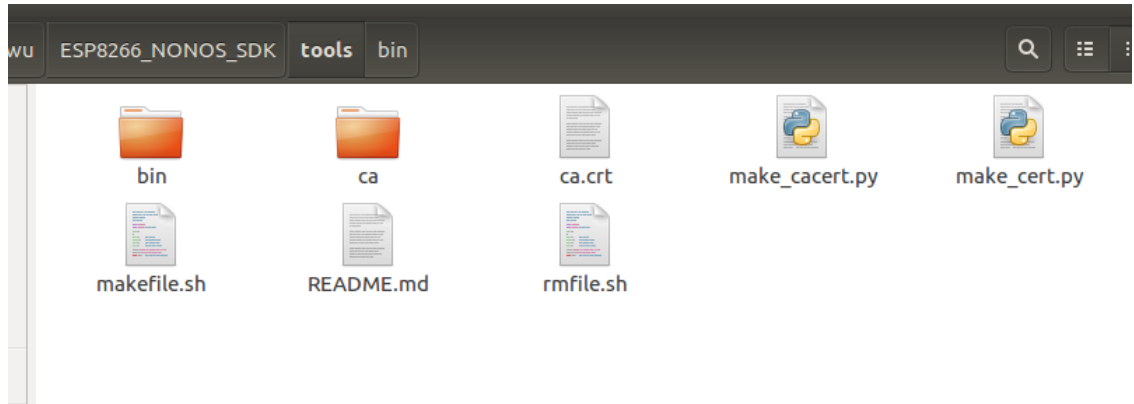 wu ESP8266_NONOS_SDK tools bin
bin ca ca.crt make_cacert.py make_cert.py
makefile.sh README.md rmfile.sh